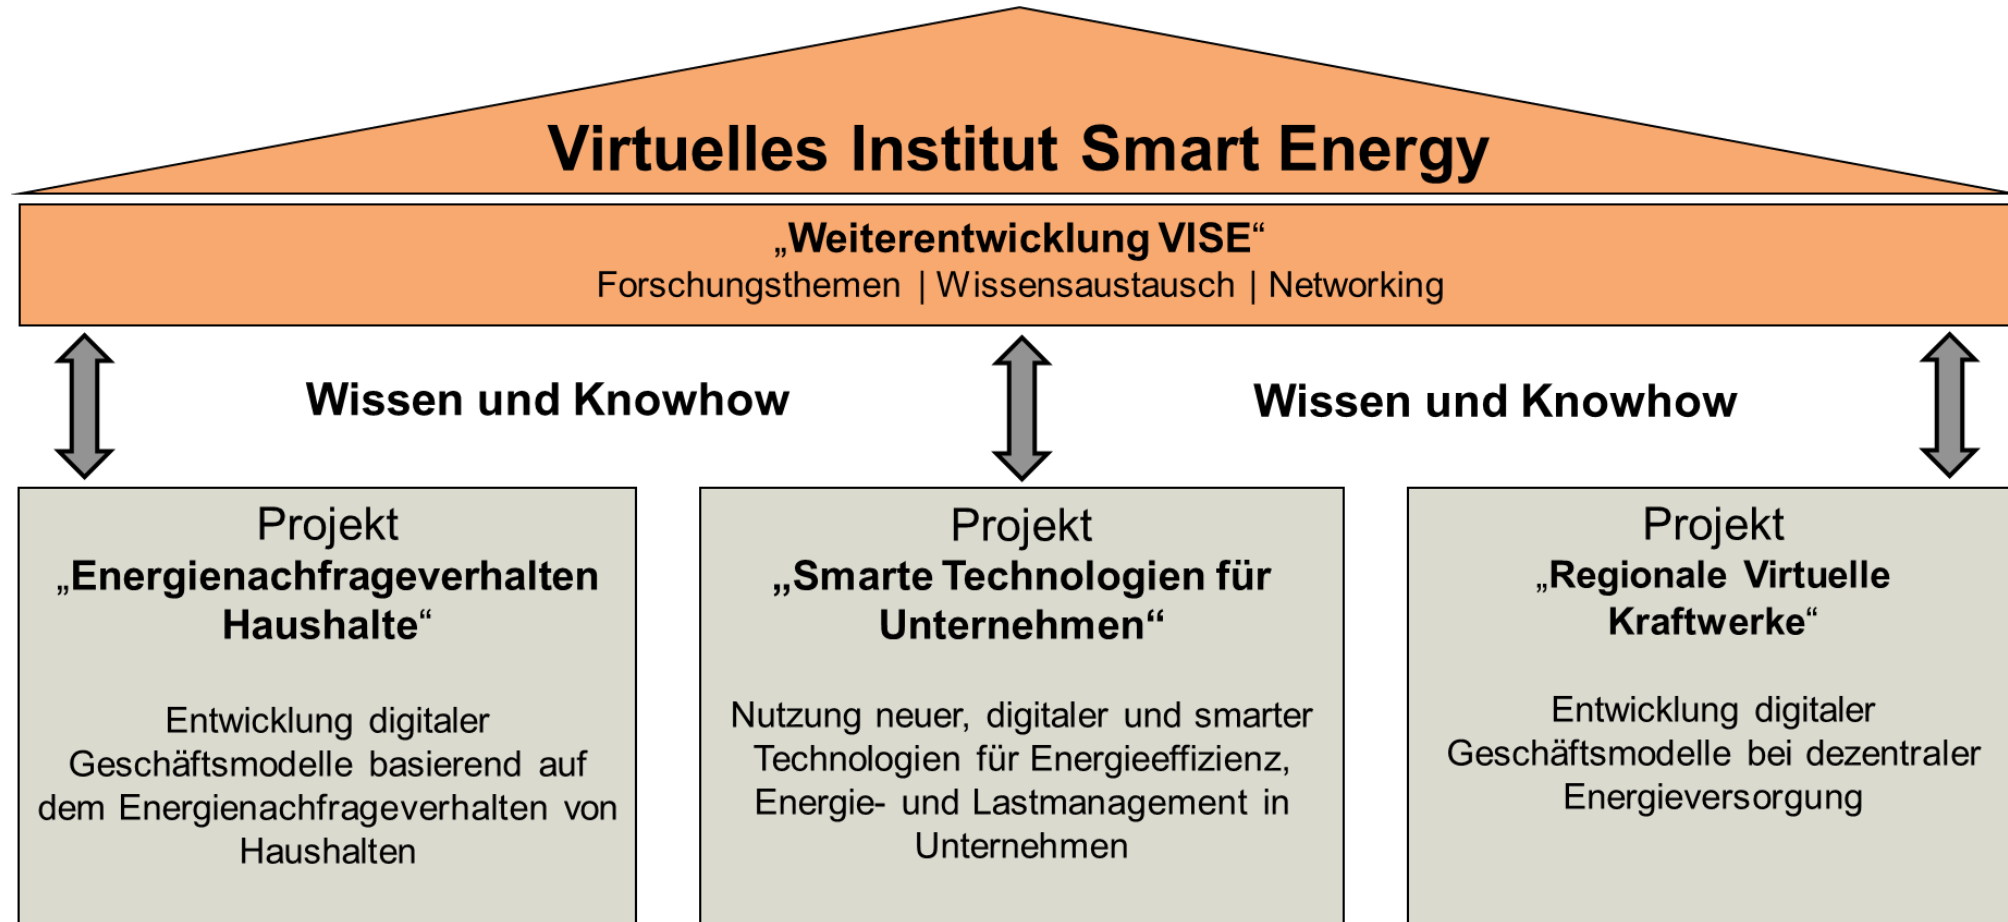 Virtuelles Institut Smart Energy
„Weiterentwicklung VISE“
Forschungsthemen | Wissensaustausch | Networking
Wissen und Knowhow
Wissen und Knowhow
Projekt
„Energienachfrageverhalten
Haushalte“
Entwicklung digitaler
Geschäftsmodelle basierend auf
dem Energienachfrageverhalten von
Haushalten
Projekt
„Smarte Technologien für
Unternehmen“
Nutzung neuer, digitaler und smarter
Technologien für Energieeffizienz,
Energie- und Lastmanagement in
Unternehmen
Projekt
„Regionale Virtuelle
Kraftwerke“
Entwicklung digitaler
Geschäftsmodelle bei dezentraler
Energieversorgung